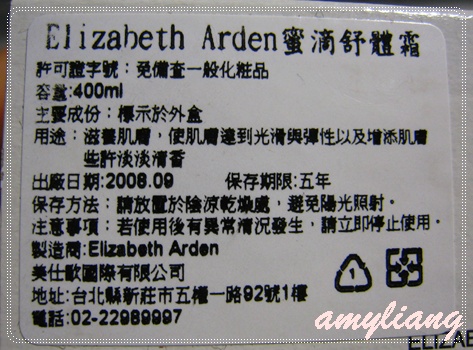 Elizabeth Arden蜜滴舒體霜
許可證字號：免備查一般化粧品
容量:400ml
主要成份：標示於外盒
用途：滋養肌膚，使肌膚達到光滑與彈性以及增添肌膚
些許淡淡清香
出廠日期:2008.09 保存期限:五年
保存方法：請放置於陰涼乾燥處，避免陽光照射。
注意事項：若使用後有異常情況發生，請立即停止使用。
製造商:Elizabeth Arden
美仕歐國際有限公司
地址:台北縣新莊市五權一路92號1樓
電話:02-22989997
1
amyliang
ELIZAB